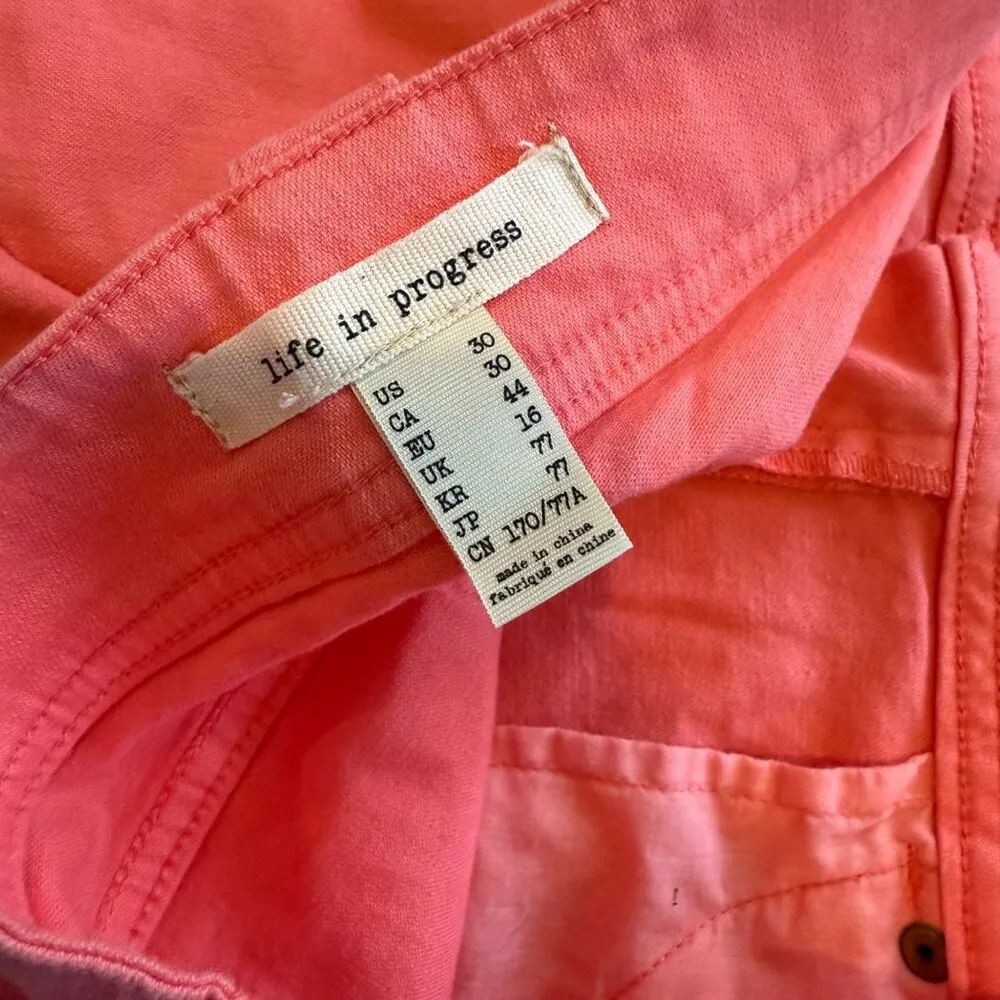 life in progress
US 30
CA 30
EU 44
UK 16
KR 77
JP 77
CN 170/77A
made in china
fabriqué en chine